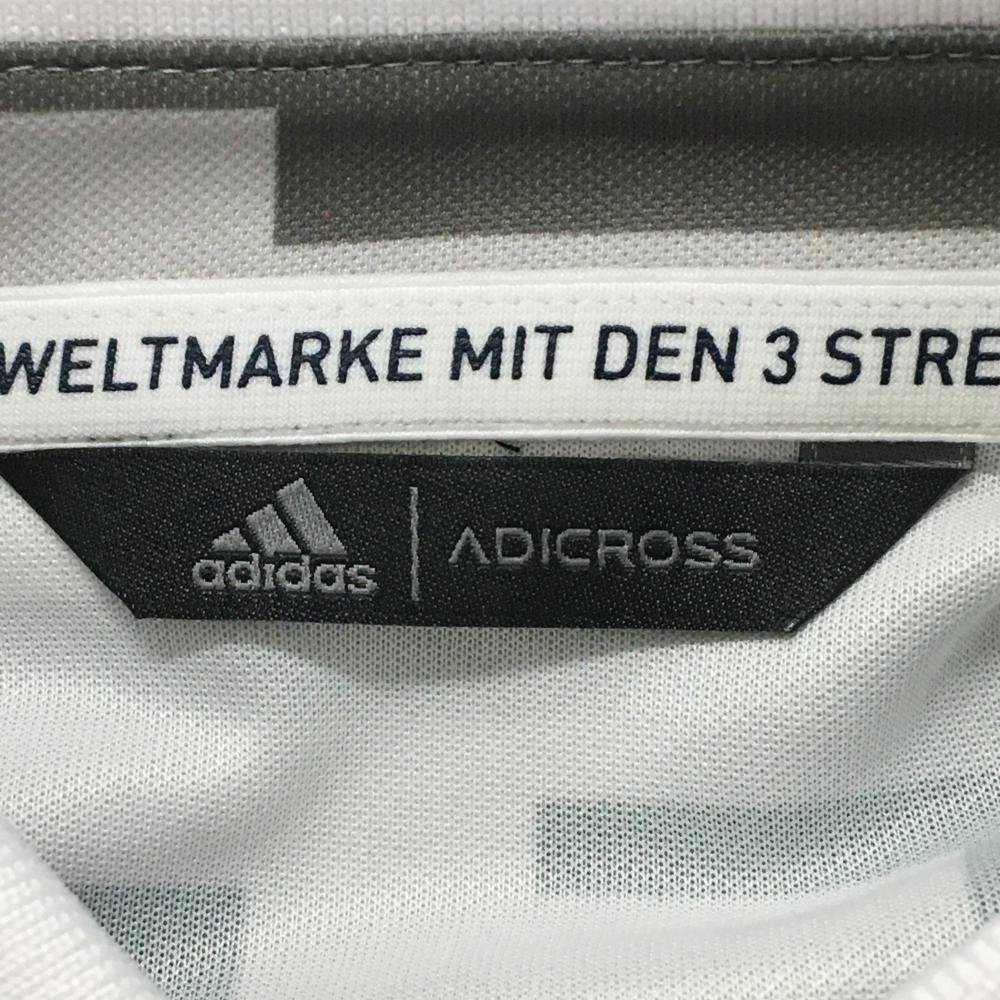 WELTMARKE MIT DEN 3 STRE
adidas | ADICROSS